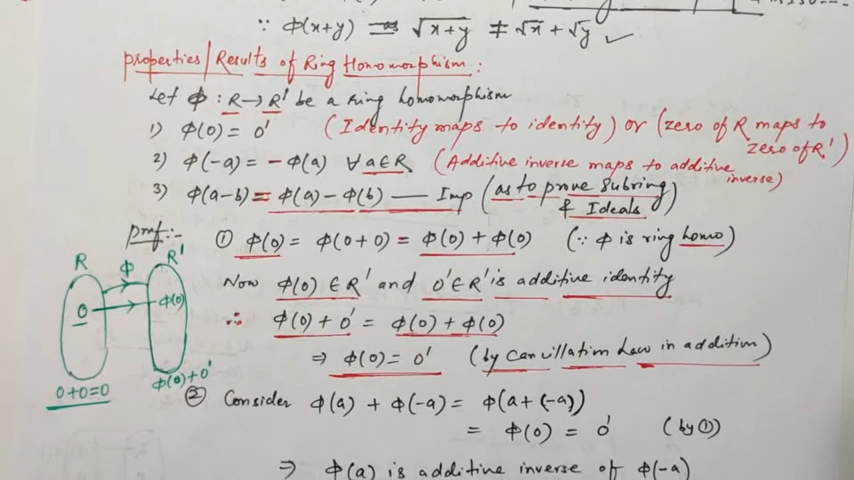 ∵ φ(x+y) = √(x+y) ≠ √x + √y ✓
properties/Results of Ring Homomorphism :
Let φ : R → R' be a ring homomorphism
1) φ(0) = 0' (Identity maps to identity) or (zero of R maps to zero of R')
2) φ(-a) = - φ(a) ∀ a ∈ R (Additive inverse maps to additive inverse)
3) φ(a-b) = φ(a) - φ(b) — Imp (as to prove Subring & Ideals)
proof:-
① φ(0) = φ(0+0) = φ(0) + φ(0) (∵ φ is ring homo)
R φ R'
0 φ(0)
φ(0)+0'
0+0=0
Now φ(0) ∈ R' and 0' ∈ R' is additive identity
∴ φ(0) + 0' = φ(0) + φ(0)
⇒ φ(0) = 0' (by Cancillation Law in addition)
② Consider φ(a) + φ(-a) = φ(a + (-a))
= φ(0) = 0' (by ①)
⇒ φ(a) is additive inverse of φ(-a)